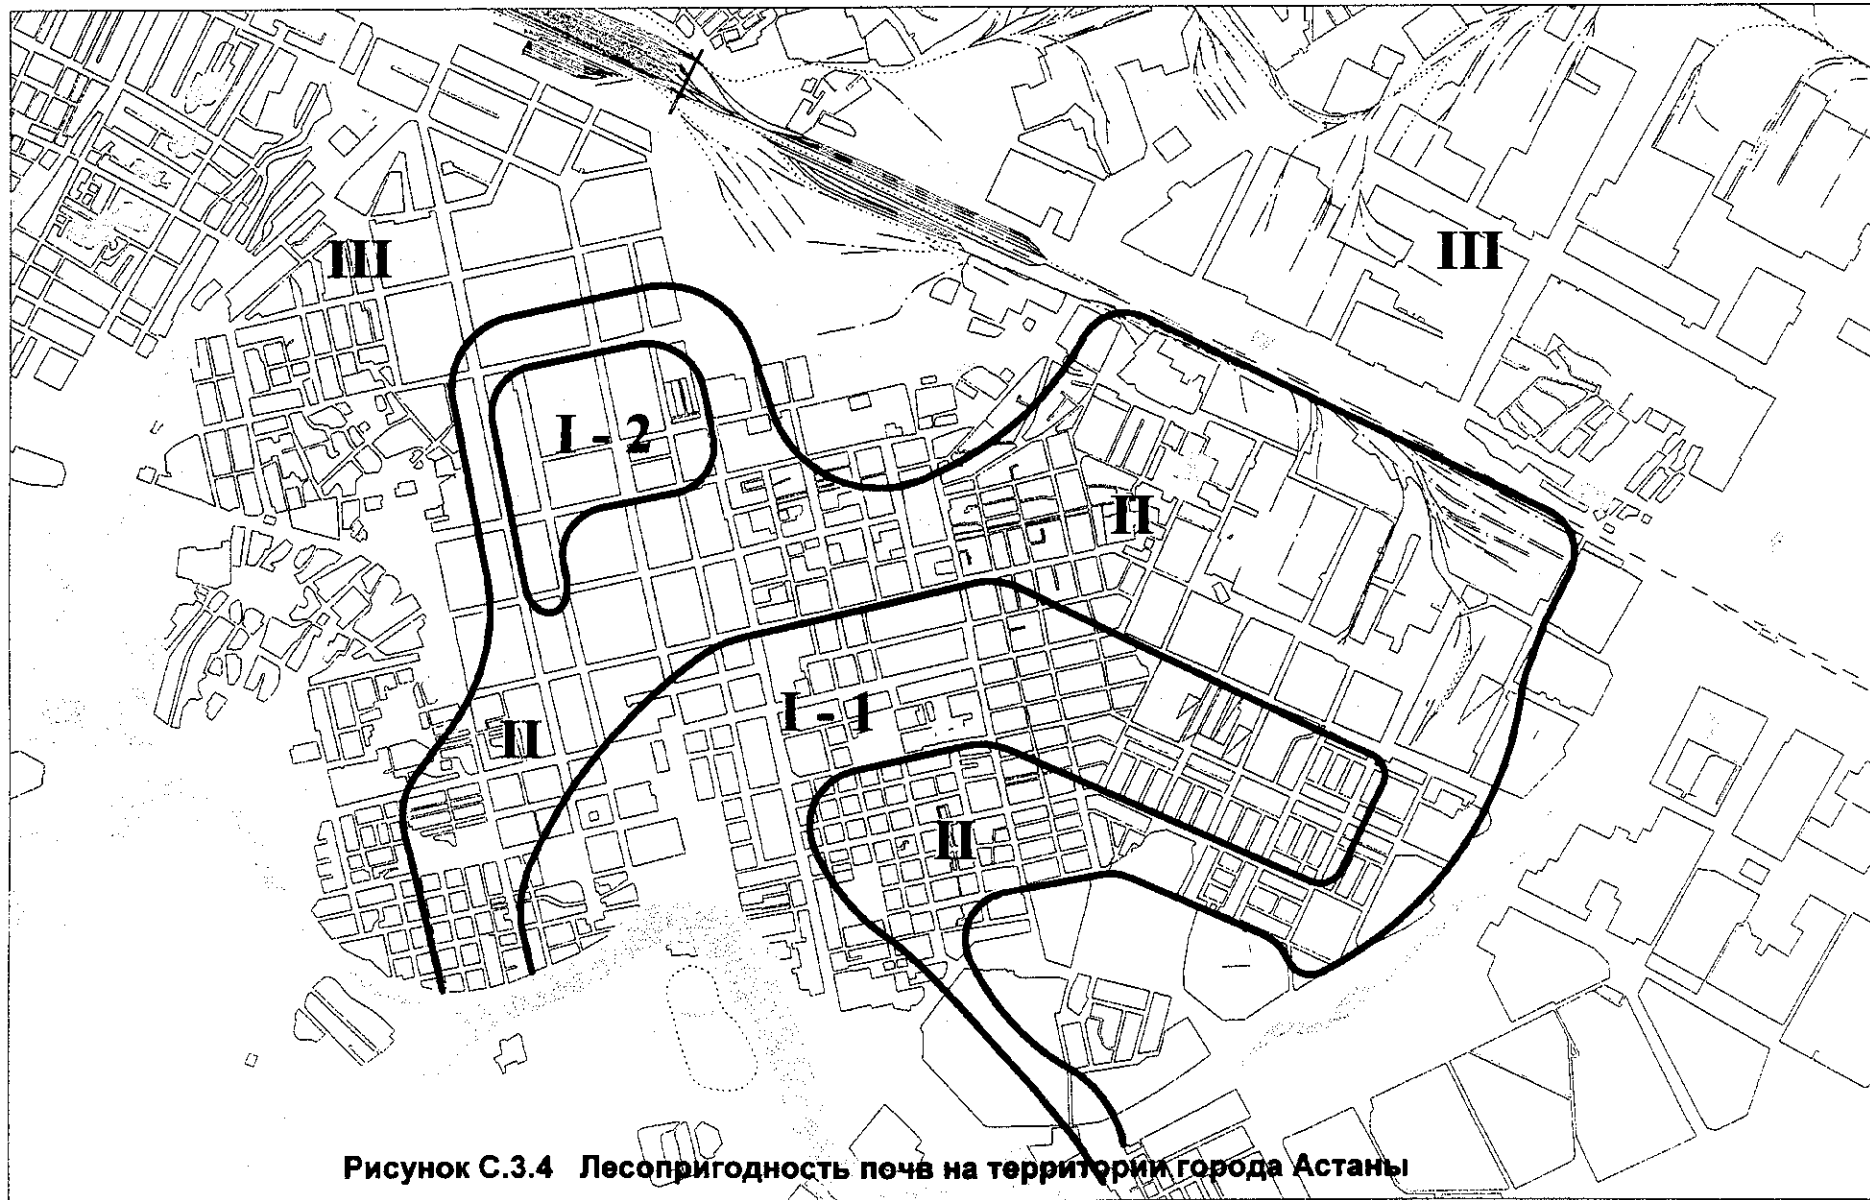 III
III
I - 2
II
I - 1
II
II
Рисунок С.3.4 Лесопригодность почв на территории города Астаны